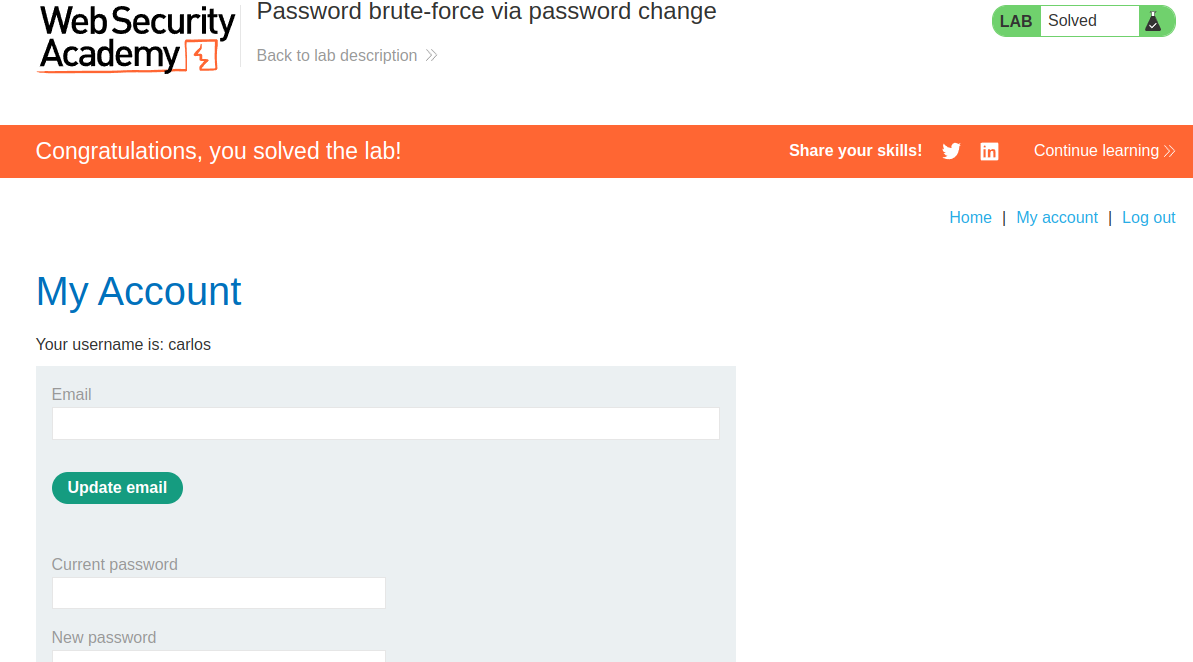 Web Security
Academy
Password brute-force via password change
Back to lab description
LAB Solved
Congratulations, you solved the lab!
Share your skills!
Continue learning
Home | My account | Log out
My Account
Your username is: carlos
Email
Update email
Current password
New password